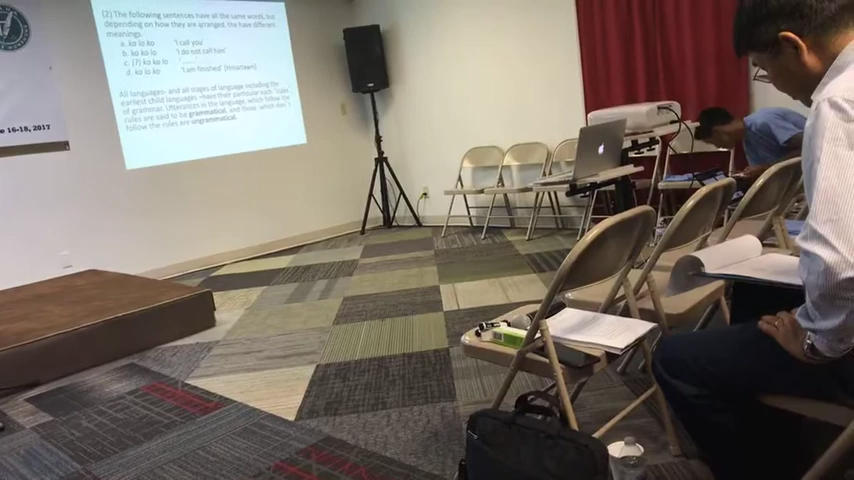 (2) The following sentences have all the same words, but
depending on how they are arranged, the have different
meanings.
a. ko lo ko 'I call you'
b. ko ko lo 'I do not call him'
c. (?) ko ko lo '......'
d. ko lo ko 'I am finished'
All languages- and all stages of language including the
earliest child languages –have their particular such "rules
of grammar. Utterances in the language, which follow the
rules are said to be grammatical, and those which don't
follow the rules are ungrammatical.
16-18, 2017